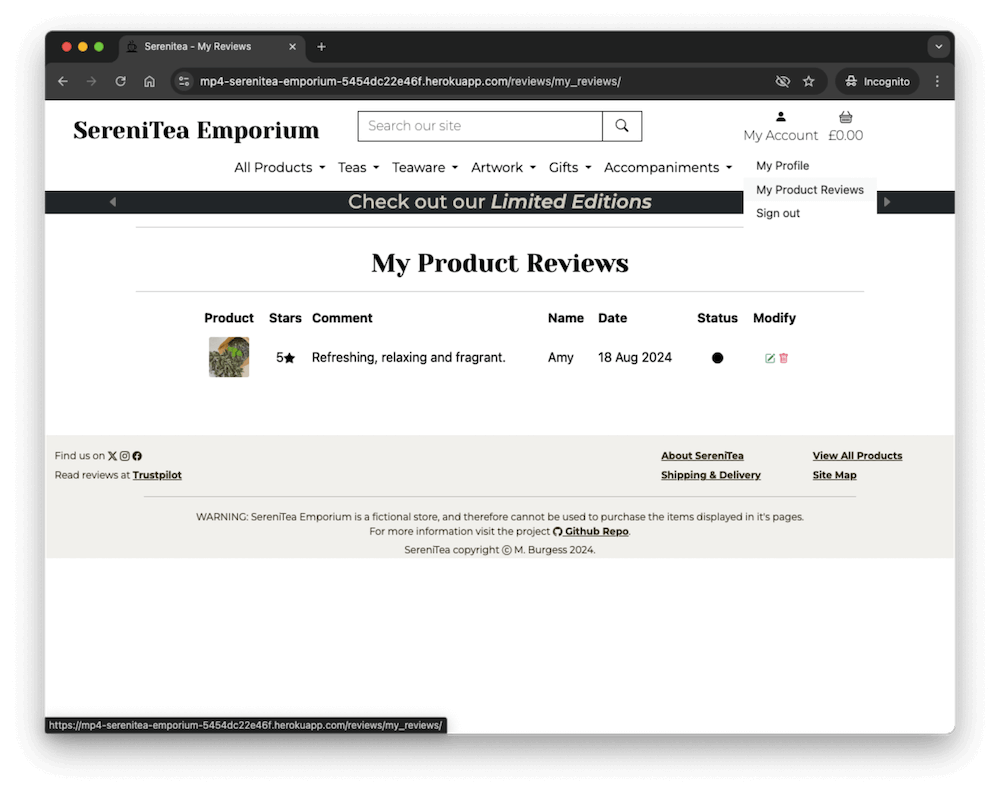 Serenitea - My Reviews
mp4-serenitea-emporium-5454dc22e46f.herokuapp.com/reviews/my_reviews/
Incognito
SereniTea Emporium
Search our site
My Account £0.00
All Products Teas Teaware Artwork Gifts Accompaniments
My Profile
My Product Reviews
Sign out
Check out our Limited Editions
My Product Reviews
Product Stars Comment Name Date Status Modify
5★ Refreshing, relaxing and fragrant. Amy 18 Aug 2024
Find us on
Read reviews at Trustpilot
About SereniTea View All Products
Shipping & Delivery Site Map
WARNING: SereniTea Emporium is a fictional store, and therefore cannot be used to purchase the items displayed in it's pages.
For more information visit the project Github Repo.
SereniTea copyright © M. Burgess 2024.
https://mp4-serenitea-emporium-5454dc22e46f.herokuapp.com/reviews/my_reviews/